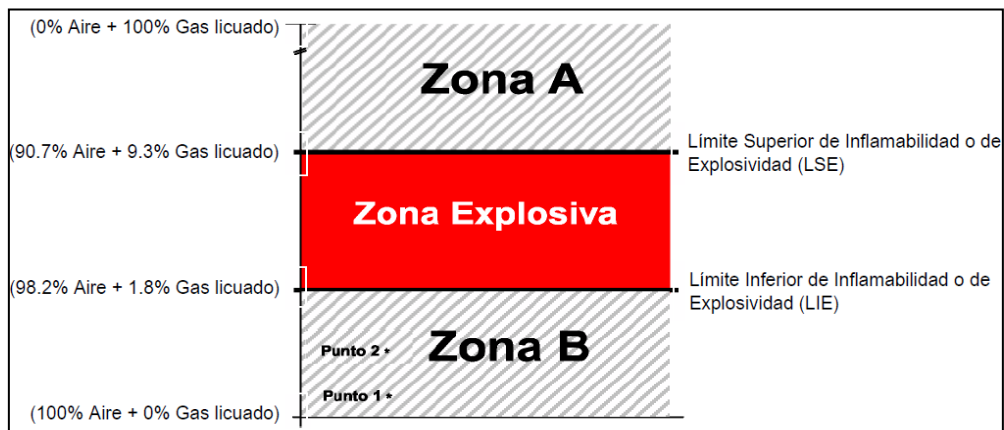 (0% Aire + 100% Gas licuado)
Zona A
(90.7% Aire + 9.3% Gas licuado)
Límite Superior de Inflamabilidad o de
Explosividad (LSE)
Zona Explosiva
(98.2% Aire + 1.8% Gas licuado)
Límite Inferior de Inflamabilidad o de
Explosividad (LIE)
Punto 2 *
Zona B
Punto 1 *
(100% Aire + 0% Gas licuado)